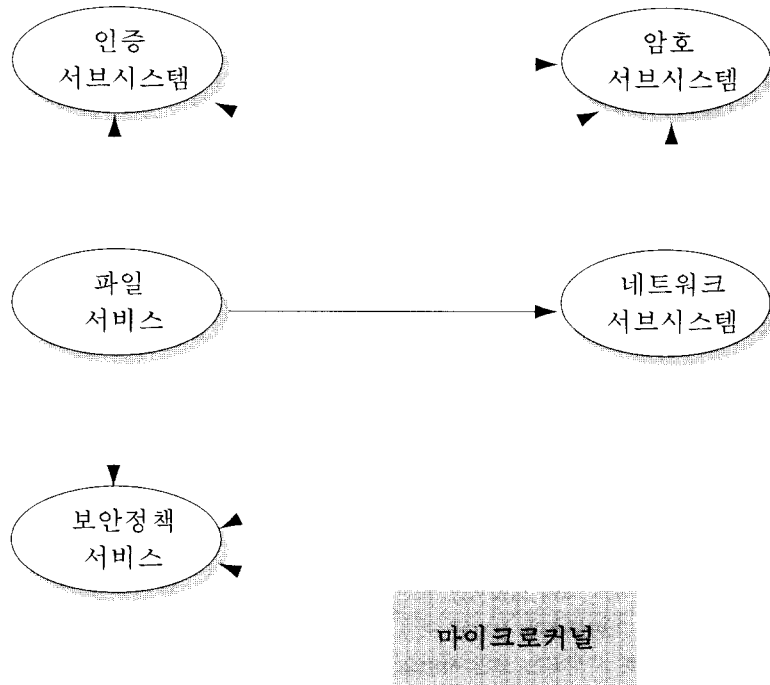 인증
서브시스템
암호
서브시스템
파일
서비스
네트워크
서브시스템
보안정책
서비스
마이크로커널